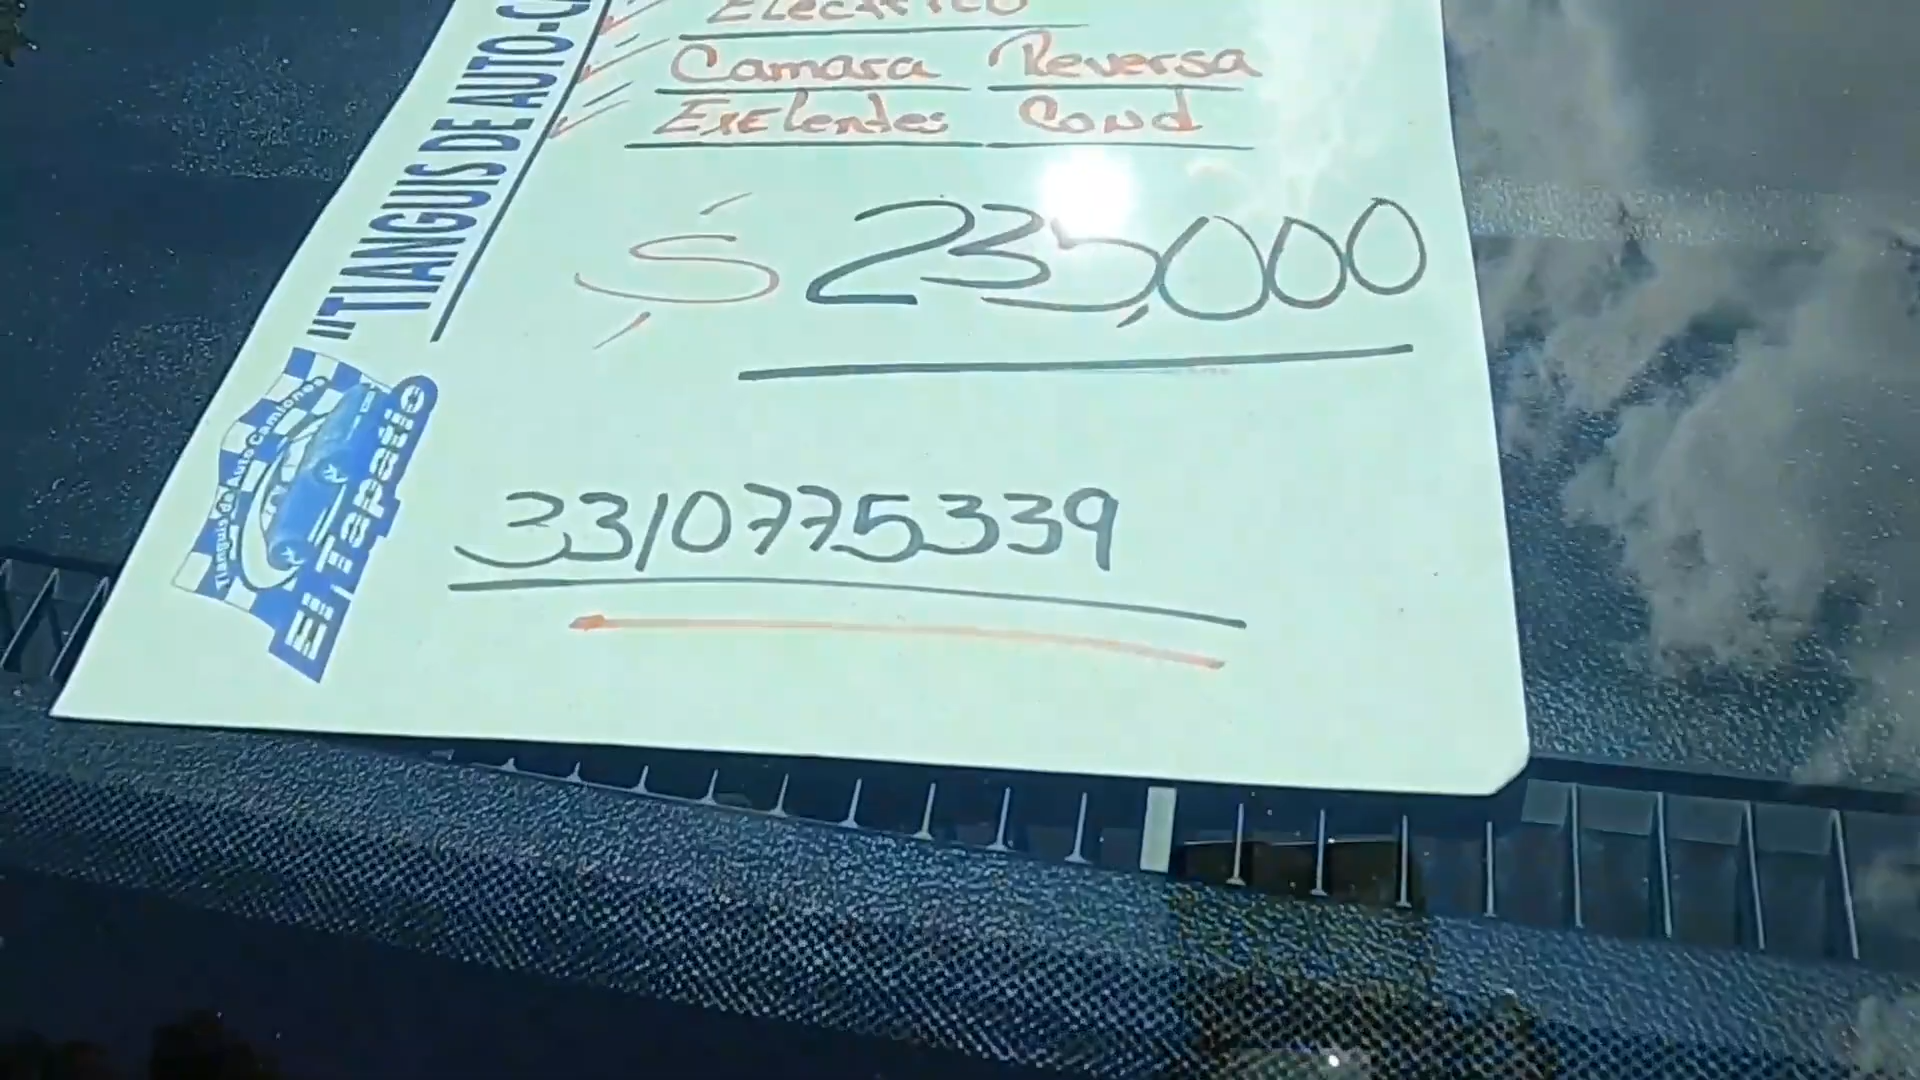 Electrico
Camara Reversa
ExElentes Cond
$ 235,000
3310775339
"TIANGUIS DE AUTO-C
Tianguis de Auto Camiones
El Tapatio